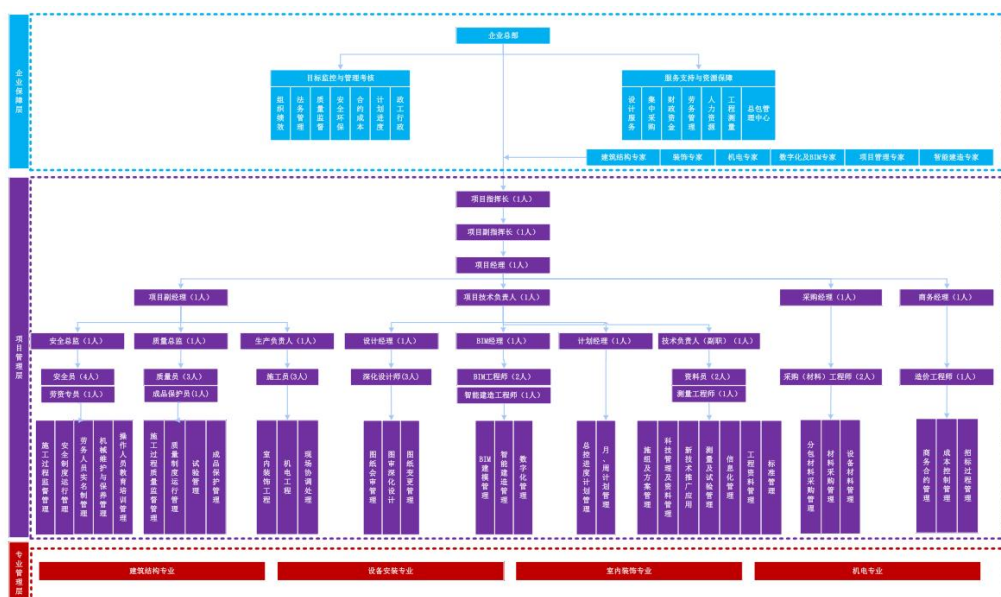 企业保障层
企业总部
目标监控与管理考核
组织绩效
法务管理
质量监督
安全环保
合约成本
计划进度
政工行政
服务支持与资源保障
设计服务
集中采购
财政资金
劳务管理
人力资源
工程测量
总包管理中心
建筑结构专家
装饰专家
机电专家
数字化及BIM专家
项目管理专家
智能建造专家
项目管理层
项目指挥长（1人）
项目副指挥长（1人）
项目经理（1人）
项目副经理（1人）
项目技术负责人（1人）
采购经理（1人）
商务经理（1人）
安全总监（1人）
质量总监（1人）
生产负责人（1人）
设计经理（1人）
BIM经理（1人）
计划经理（1人）
技术负责人（副职）（1人）
安全员（4人）
劳资专员（1人）
质量员（3人）
成品保护员(1人)
施工员(3人)
深化设计师(3人)
BIM工程师（2人）
智能建造工程师（1人）
资料员（2人）
测量工程师（1人）
采购（材料）工程师（2人）
造价工程师（1人）
施工过程监督管理
安全制度运行管理
劳务人员实名制管理
机械维护与保养管理
操作人员教育培训管理
施工过程质量监督管理
质量制度运行管理
试验管理
成品保护管理
室内装饰工程
机电工程
现场协调处理
图纸会审管理
图审深化设计
图纸变更管理
BIM建模管理
智能建造管理
数字化管理
总控进度计划管理
月、周计划管理
施组及方案管理
科技管理及资料管理
新技术推广应用
测量及试验管理
信息化管理
工程资料管理
标准管理
分包材料采购管理
材料采购管理
设备材料管理
商务合约管理
成本控制管理
招标过程管理
专业管理层
建筑结构专业
设备安装专业
室内装饰专业
机电专业